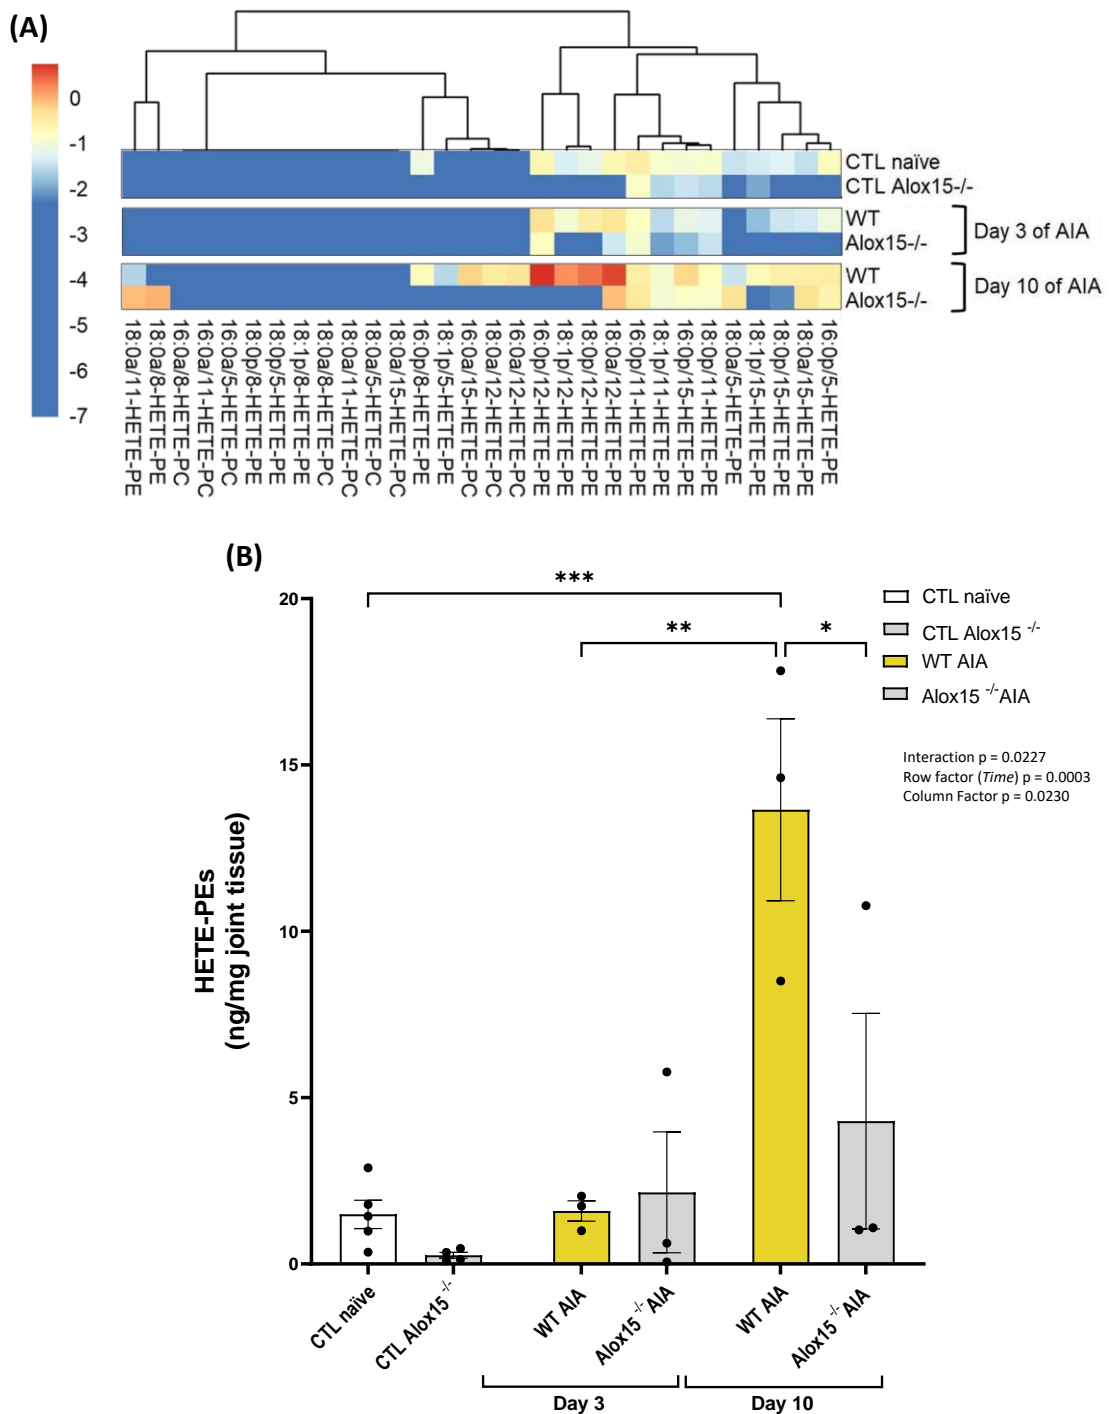 (A)
0
-1
-2
-3
-4
-5
-6
-7
CTL naïve
CTL Alox15-/-
WT
Alox15-/-
Day 3 of AIA
WT
Alox15-/-
Day 10 of AIA
18:0a/11-HETE-PE
18:0a/8-HETE-PE
16:0a/8-HETE-PC
16:0a/11-HETE-PC
16:0a/5-HETE-PC
18:0p/8-HETE-PE
18:0p/5-HETE-PE
18:1p/8-HETE-PE
18:0a/8-HETE-PC
18:0a/11-HETE-PC
18:0a/5-HETE-PC
18:0a/15-HETE-PC
16:0p/8-HETE-PE
18:1p/5-HETE-PE
16:0a/15-HETE-PC
18:0a/12-HETE-PC
16:0a/12-HETE-PC
16:0p/12-HETE-PE
18:1p/12-HETE-PE
18:0p/12-HETE-PE
18:0a/12-HETE-PE
16:0p/11-HETE-PE
18:1p/11-HETE-PE
16:0p/15-HETE-PE
18:0p/11-HETE-PE
18:0a/5-HETE-PE
18:1p/15-HETE-PE
18:0p/15-HETE-PE
18:0a/15-HETE-PE
16:0p/5-HETE-PE
(B)
HETE-PEs
(ng/mg joint tissue)
20
15
10
5
0
***
**
*
CTL naïve
CTL Alox15 -/-
WT AIA
Alox15 -/- AIA
Interaction p = 0.0227
Row factor (Time) p = 0.0003
Column Factor p = 0.0230
CTL naïve
CTL Alox15 -/-
WT AIA
Alox15 -/- AIA
WT AIA
Alox15 -/- AIA
Day 3
Day 10